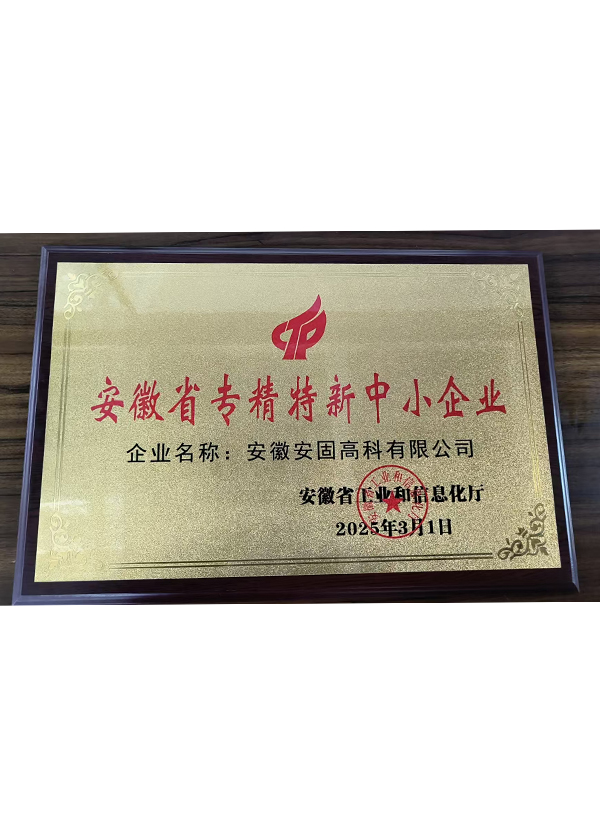 安徽省专精特新中小企业
企业名称：安徽安固高科有限公司
安徽省工业和信息化厅
2025年3月1日